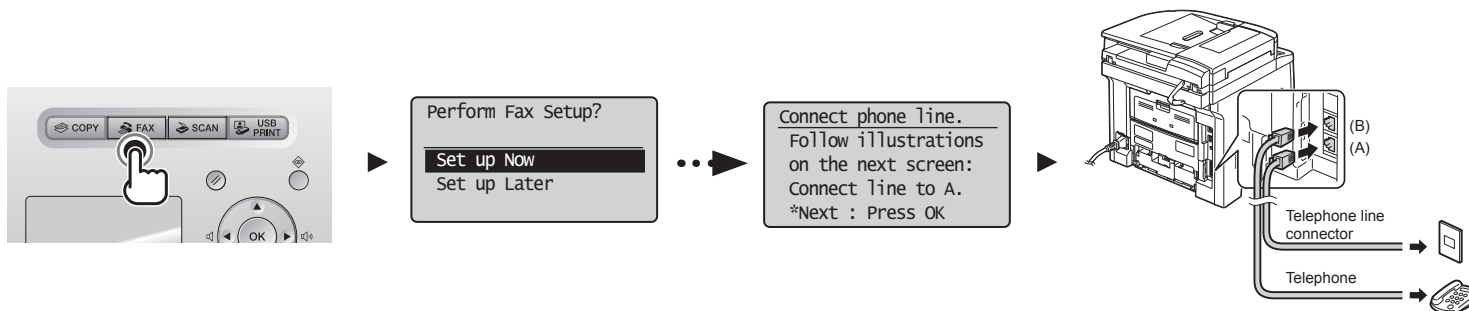 COPY
FAX
SCAN
USB
PRINT
OK
Perform Fax Setup?
Set up Now
Set up Later
Connect phone line.
Follow illustrations
on the next screen:
Connect line to A.
*Next : Press OK
(B)
(A)
Telephone line
connector
Telephone